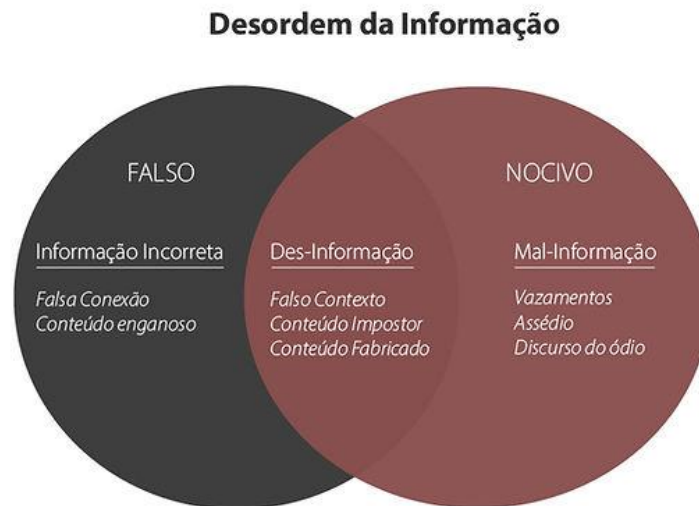 Desordem da Informação
FALSO
NOCIVO
Informação Incorreta
Falsa Conexão
Conteúdo enganoso
Des-Informação
Falso Contexto
Conteúdo Impostor
Conteúdo Fabricado
Mal-Informação
Vazamentos
Assédio
Discurso do ódio